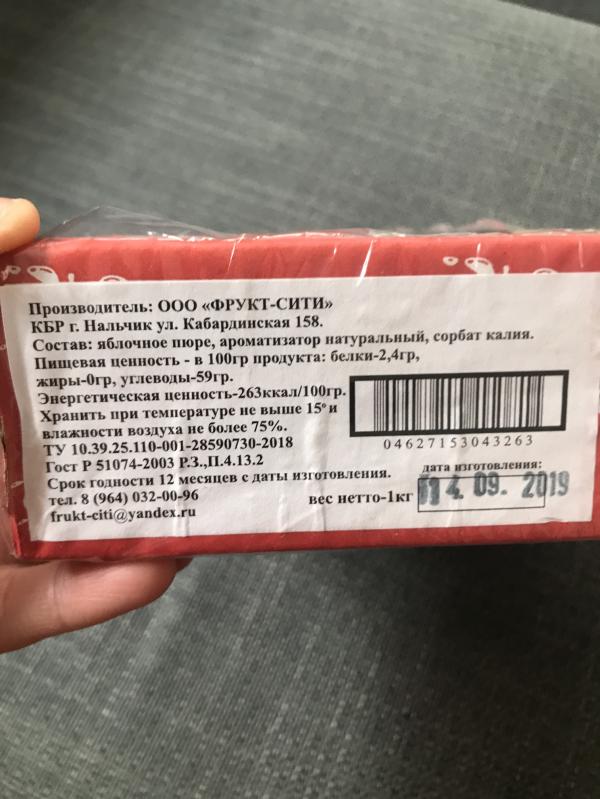 Производитель: ООО «ФРУКТ-СИТИ»
КБР г. Нальчик ул. Кабардинская 158.
Состав: яблочное пюре, ароматизатор натуральный, сорбат калия.
Пищевая ценность - в 100гр продукта: белки-2,4гр,
жиры-0гр, углеводы-59гр.
Энергетическая ценность-263ккал/100гр.
Хранить при температуре не выше 15° и
влажности воздуха не более 75%.
ТУ 10.39.25.110-001-28590730-2018
Гост Р 51074-2003 Р.З.,П.4.13.2
Срок годности 12 месяцев с даты изготовления.
тел. 8 (964) 032-00-96
frukt-citi@yandex.ru
04627153043263
дата изготовления:
вес нетто-1кг
14. 09. 2019